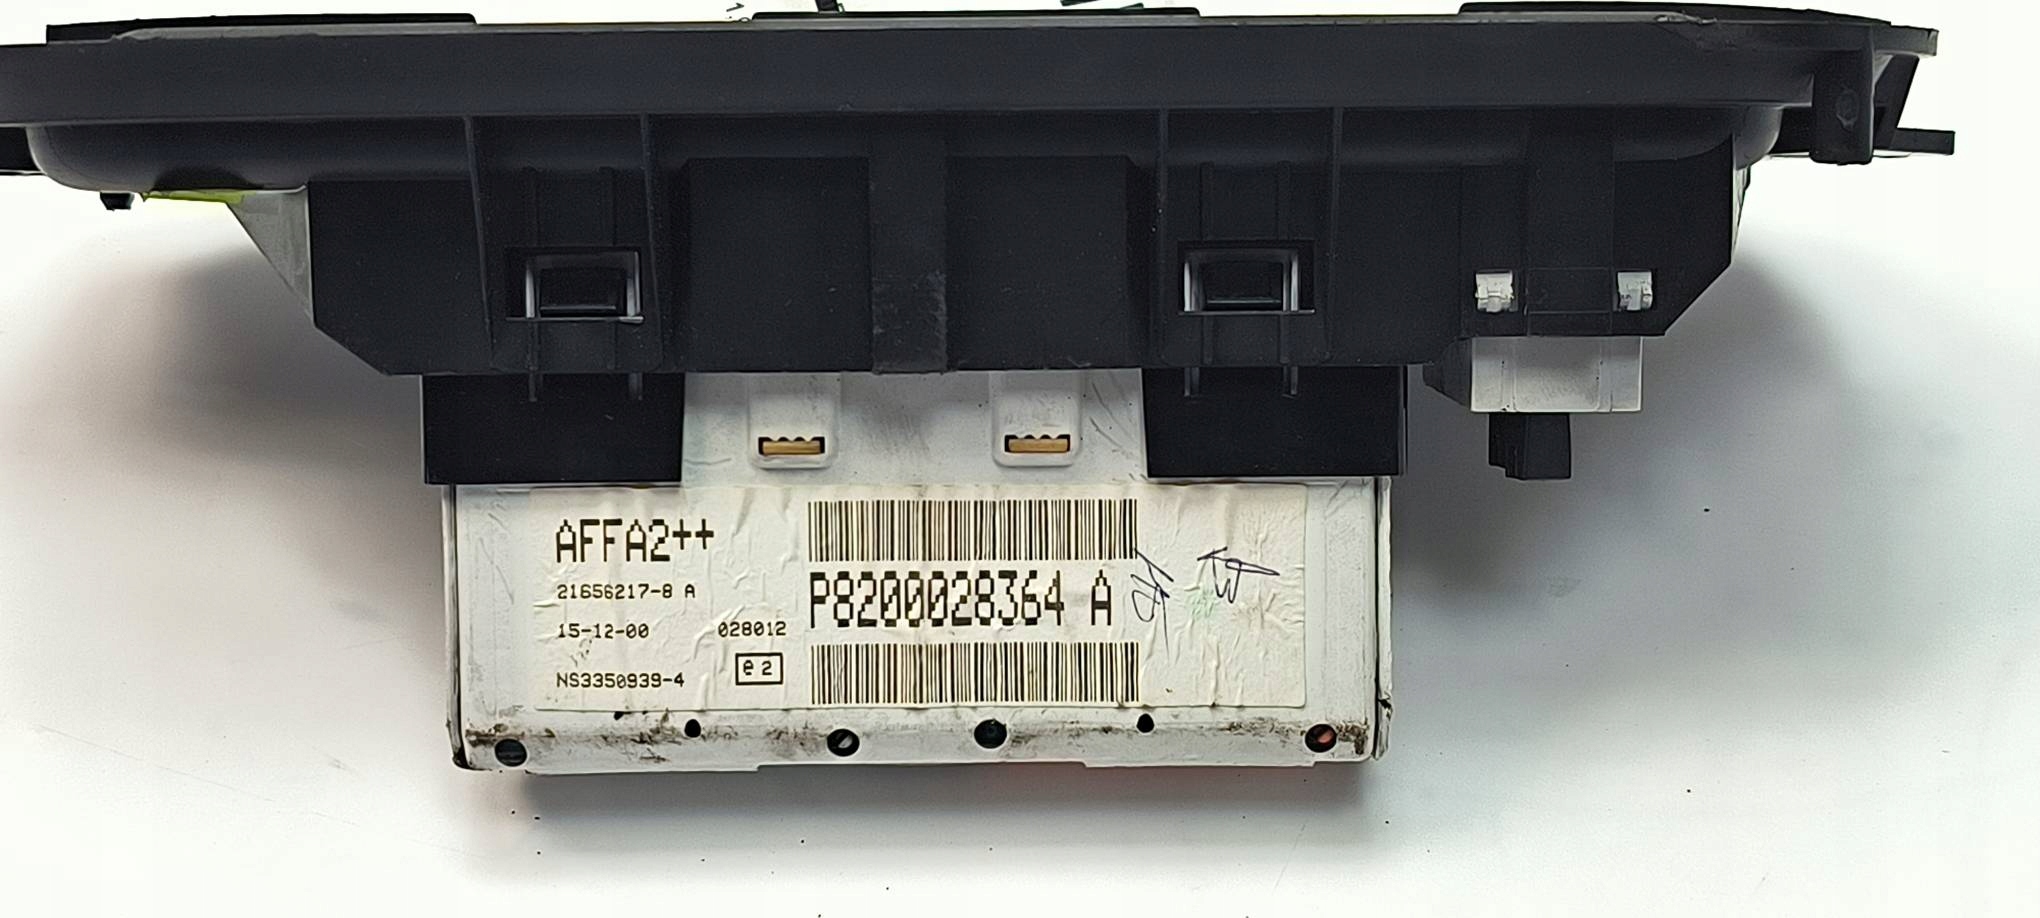 AFFA2++
21656217-8 A
15-12-00 028012
NS3350939-4
e2
P8200028364 A